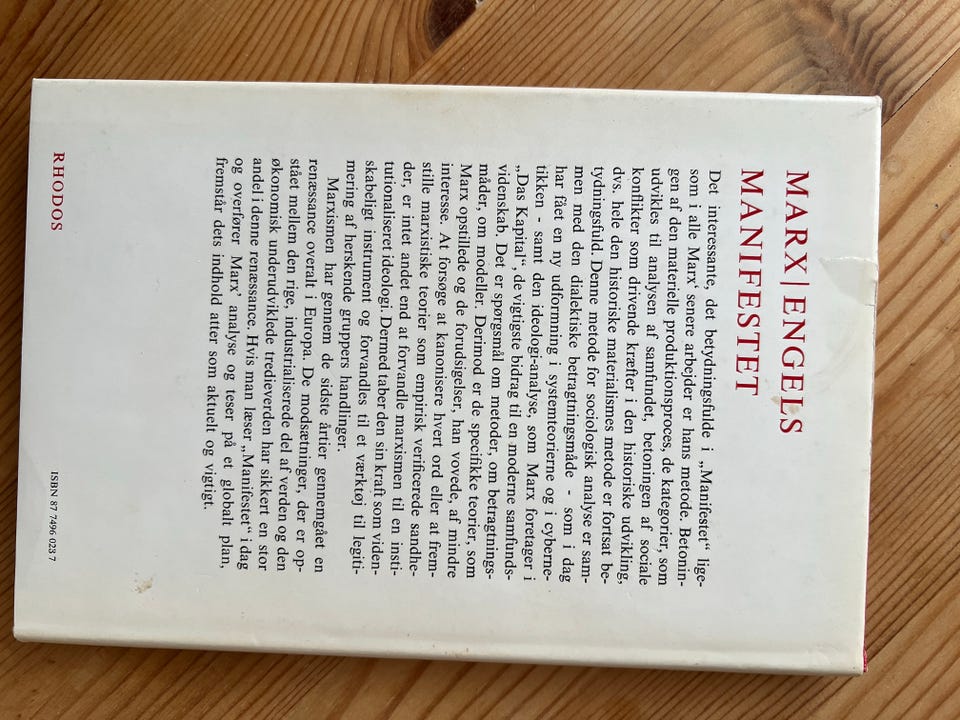 MARX|ENGELS
MANIFESTET
Det interessante, det betydningsfulde i „Manifestet“ lige-
som i alle Marx' senere arbejder er hans metode. Betonin-
gen af den materielle produktionsproces, de kategorier, som
udvikles til analysen af samfundet, betoningen af sociale
konflikter som drivende kræfter i den historiske udvikling,
dvs. hele den historiske materialismes metode er fortsat be-
tydningsfuld. Denne metode for sociologisk analyse er sam-
men med den dialektiske betragtningsmåde - som i dag
har fået en ny udformning i systemteorierne og i cyberne-
tikken - samt den ideologi-analyse, som Marx foretager i
„Das Kapital“, de vigtigste bidrag til en moderne samfunds-
videnskab. Det er spørgsmål om metoder, om betragtnings-
måder, om modeller. Derimod er de specifikke teorier, som
Marx opstillede og de forudsigelser, han vovede, af mindre
interesse. At forsøge at kanonisere hvert ord eller at frem-
stille marxistiske teorier som empirisk verificerede sandhe-
der, er intet andet end at forvandle marxismen til en insti-
tutionaliseret ideologi. Dermed taber den sin kraft som viden-
skabeligt instrument og forvandles til et værktøj til legiti-
mering af herskende gruppers handlinger.
Marxismen har gennem de sidste årtier gennemgået en
renæssance overalt i Europa. De modsætninger, der er op-
stået mellem den rige, industrialiserede del af verden og den
økonomisk underudviklede tredieverden har sikkert en stor
andel i denne renæssance. Hvis man læser „Manifestet“ i dag
og overfører Marx' analyse og teser på et globalt plan,
fremstår dets indhold atter som aktuelt og vigtigt.
RHODOS
ISBN 87 7496 023 7